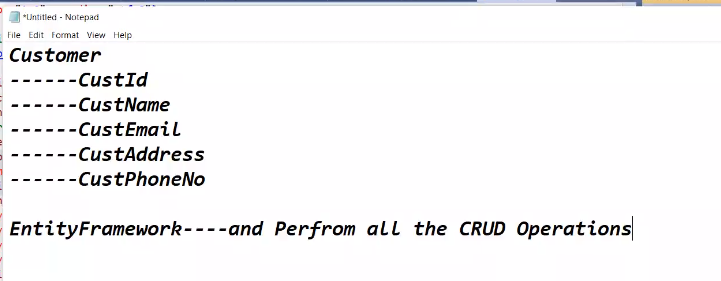 *Untitled - Notepad
File Edit Format View Help
Customer
------CustId
------CustName
------CustEmail
------CustAddress
------CustPhoneNo
EntityFramework----and Perfrom all the CRUD Operations